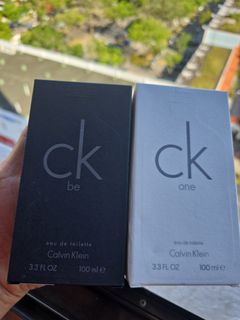 ck
be
eau de toilette
Calvin Klein
3.3 FL OZ 100 ml e
ck
one
eau de toilette
Calvin Klein
3.3 FL OZ 100 ml e